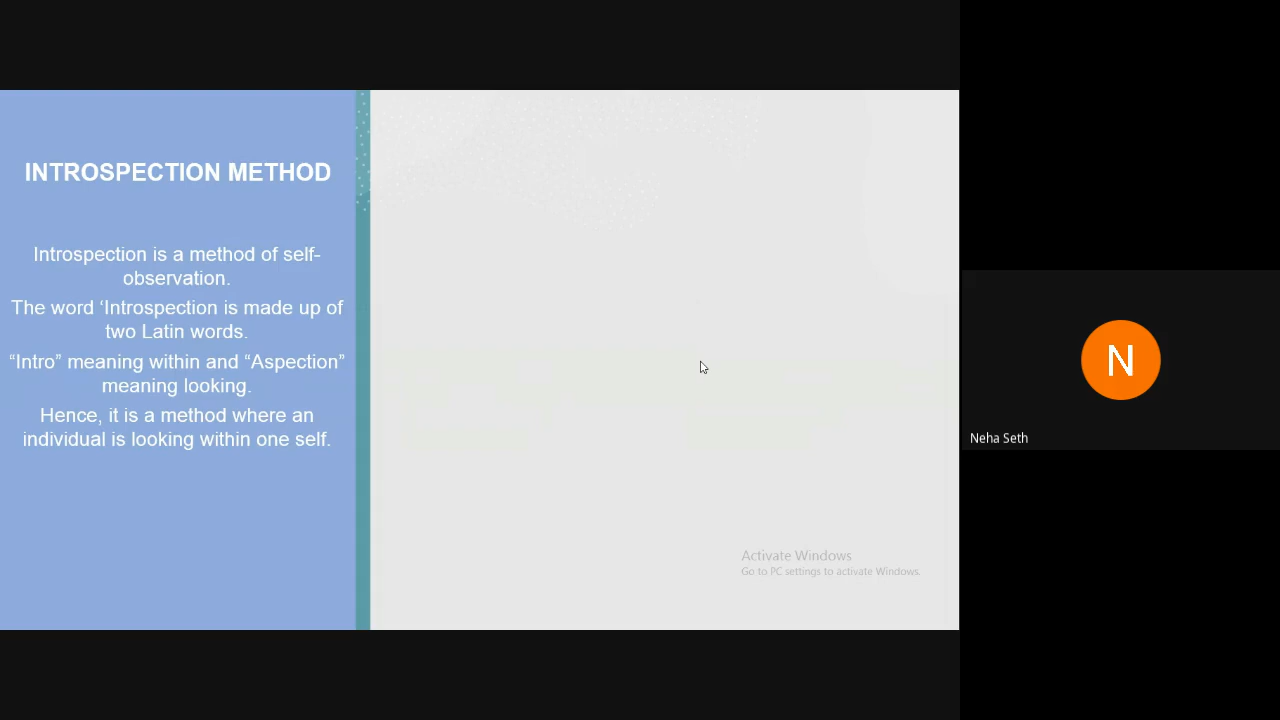 INTROSPECTION METHOD
Introspection is a method of self-
observation.
The word ‘Introspection is made up of
two Latin words.
“Intro” meaning within and “Aspection”
meaning looking.
Hence, it is a method where an
individual is looking within one self.
Activate Windows
Go to PC settings to activate Windows.
N
Neha Seth